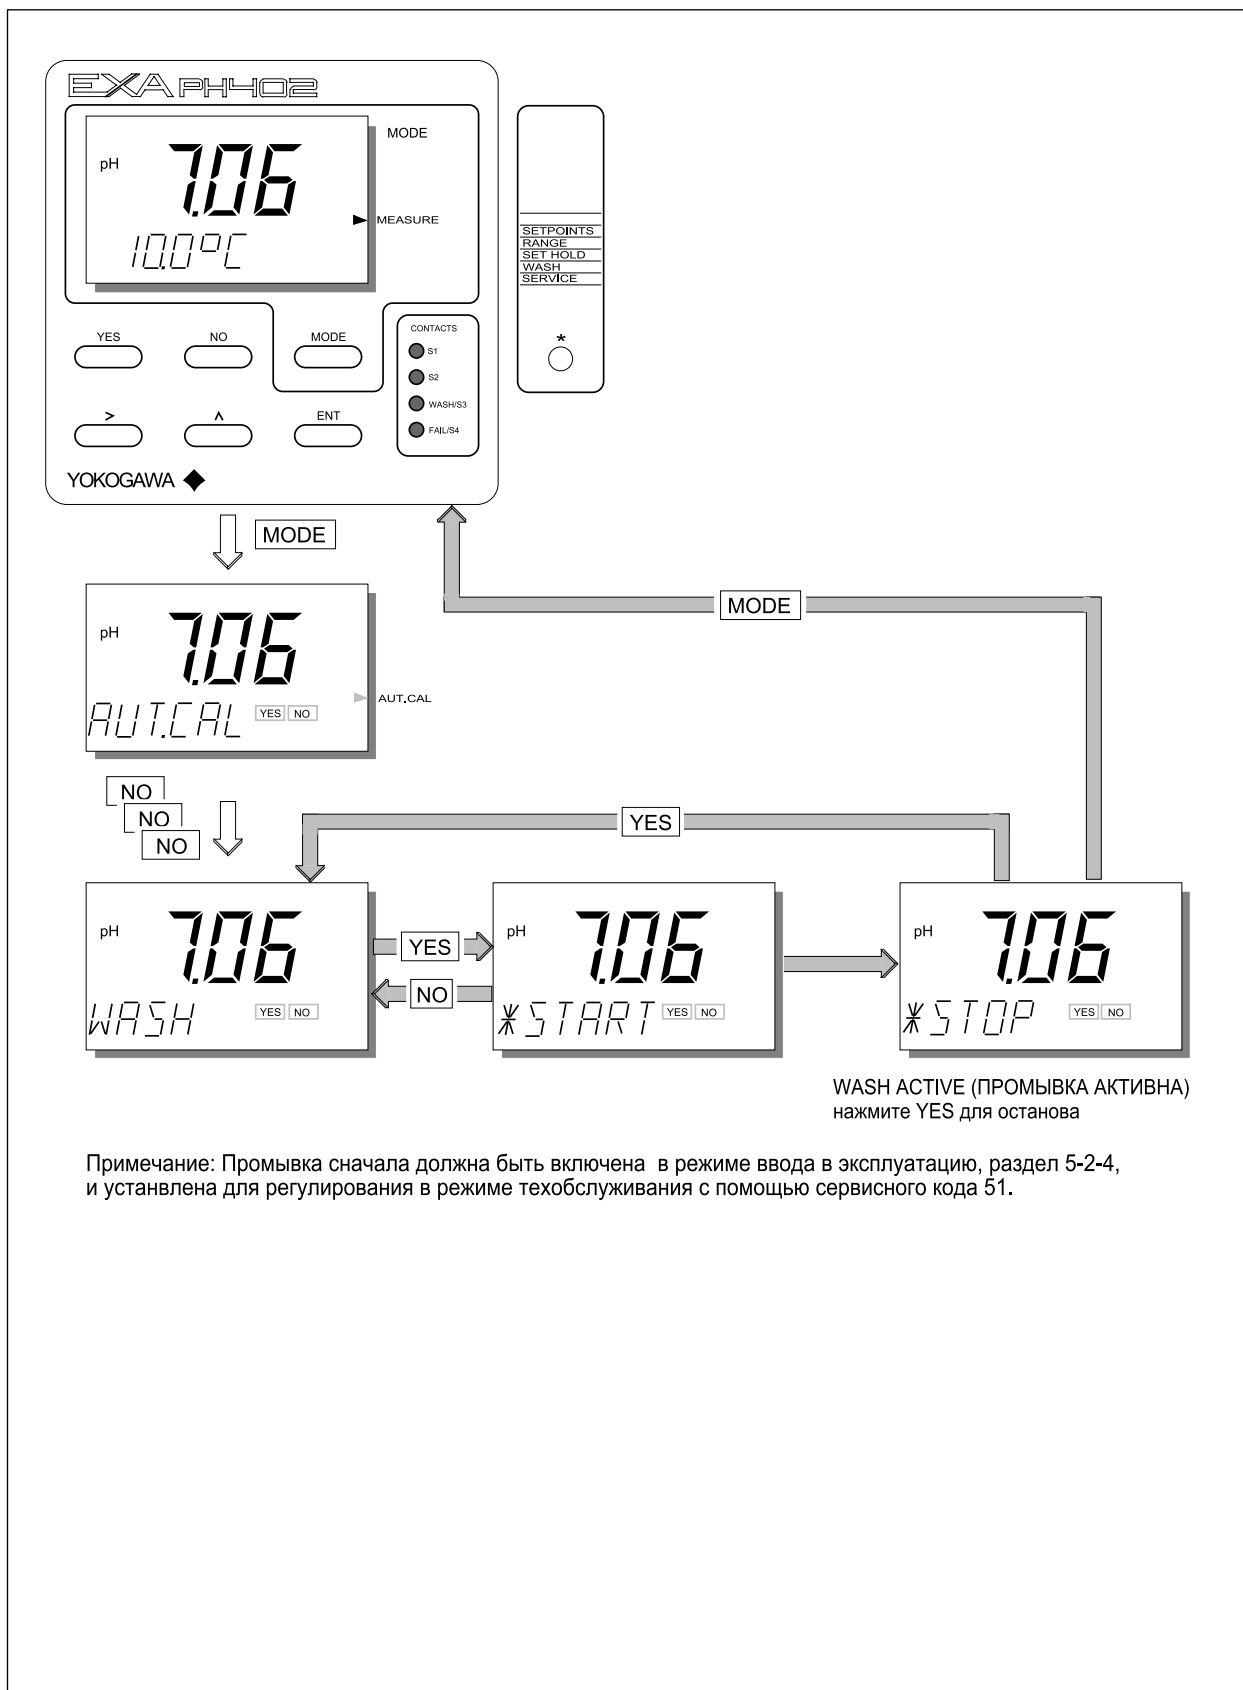 EXA PH402
pH
7.06
10.0°C
MODE
MEASURE
YES
NO
MODE
>
^
ENT
CONTACTS
S1
S2
WASH/S3
FAIL/S4
YOKOGAWA
SETPOINTS
RANGE
SET HOLD
WASH
SERVICE
*
MODE
MODE
pH
7.06
AUT.CAL
YES NO
AUT.CAL
NO
NO
NO
YES
pH
7.06
WASH
YES NO
YES
NO
pH
7.06
*START
YES NO
pH
7.06
*STOP
YES NO
WASH ACTIVE (ПРОМЫВКА АКТИВНА)
нажмите YES для останова
Примечание: Промывка сначала должна быть включена в режиме ввода в эксплуатацию, раздел 5-2-4,
и устанвлена для регулирования в режиме техобслуживания с помощью сервисного кода 51.